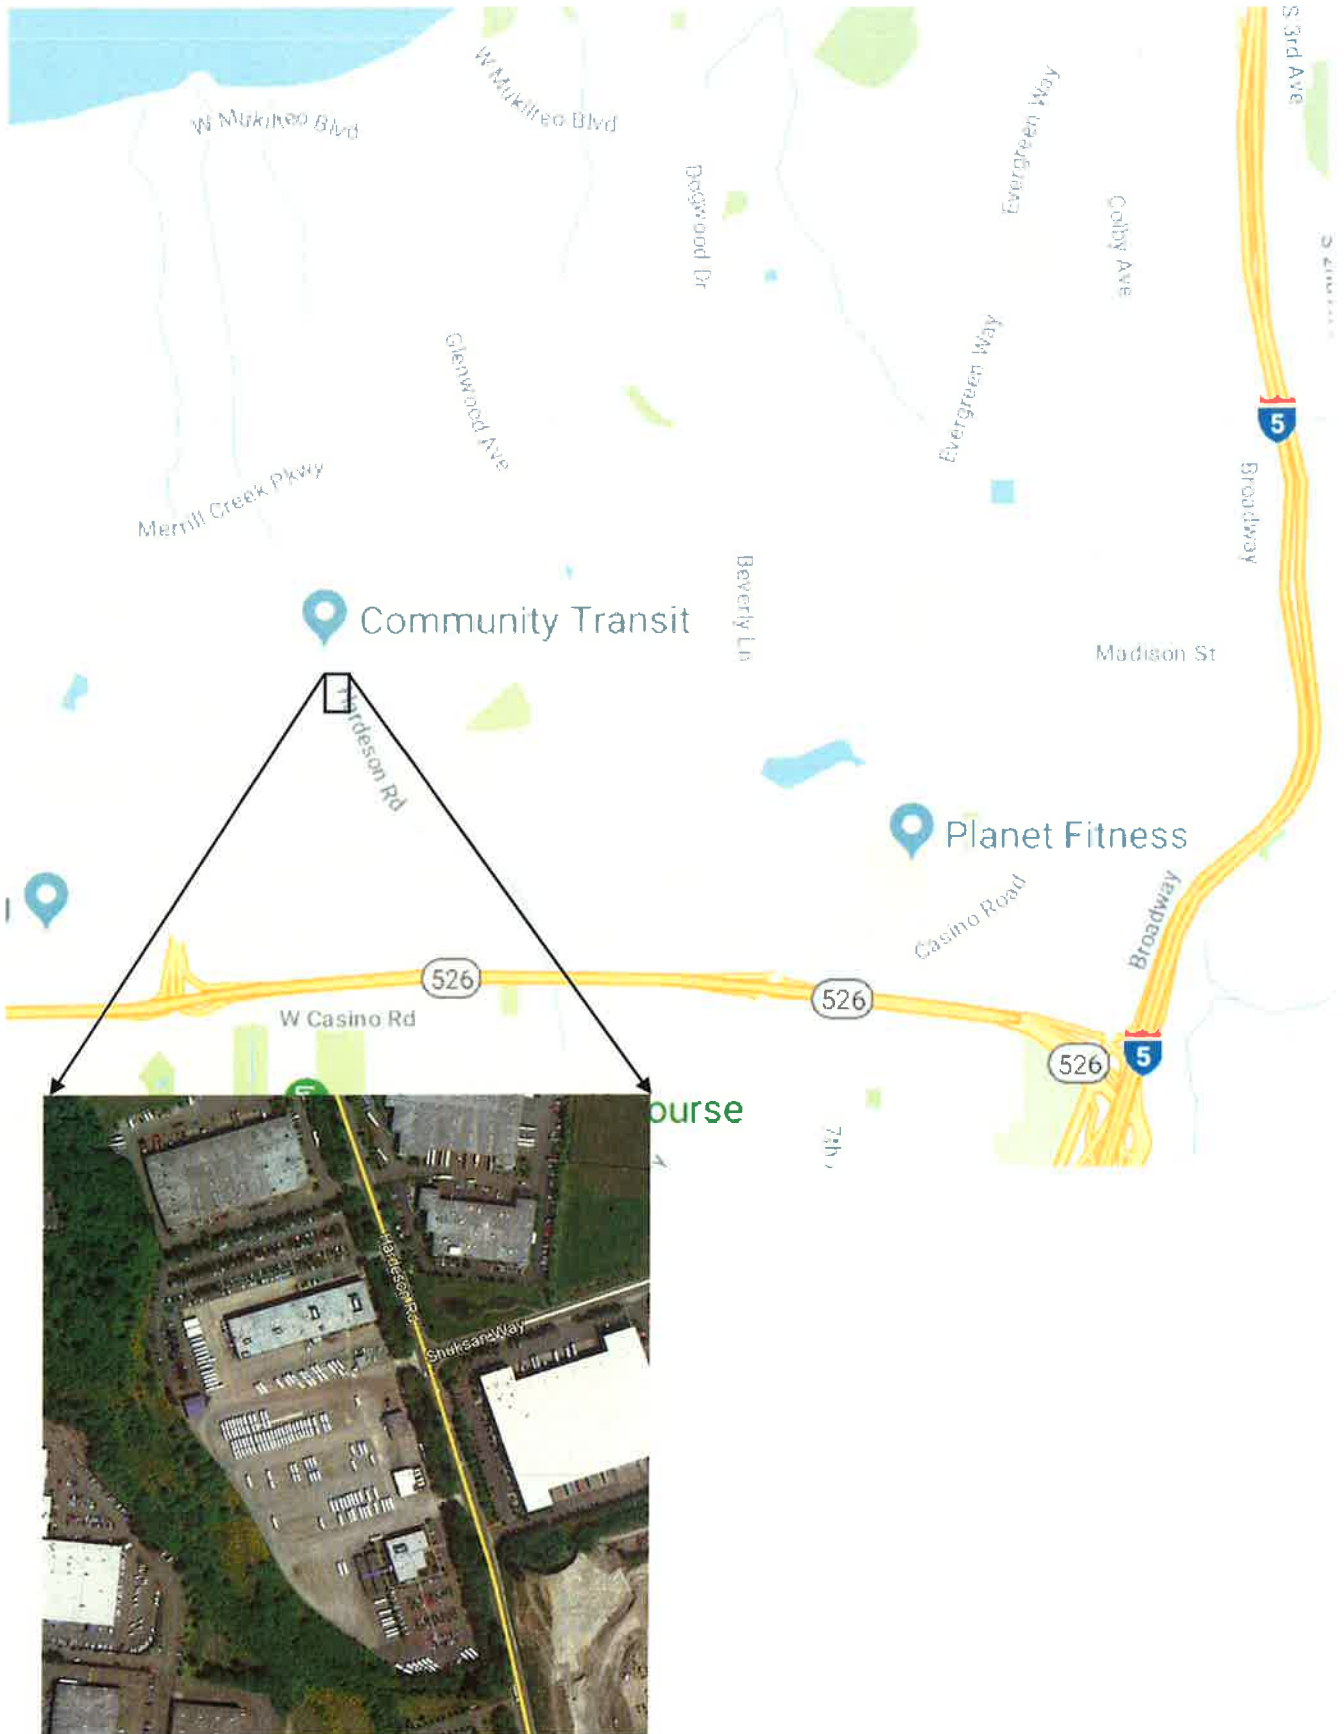 S 3rd Ave
W Mukilteo Blvd
W Mukilteo Blvd
Evergreen Way
Dogwood Dr
Colby Ave
Glenwood Ave
Evergreen Way
5
Merrill Creek Pkwy
Broadway
Community Transit
Beverly Ln
Madison St
Hardeson Rd
Planet Fitness
Casino Road
Broadway
526
526
W Casino Rd
526
5
ourse
7th
Hardeson Rd
Shuksan Way